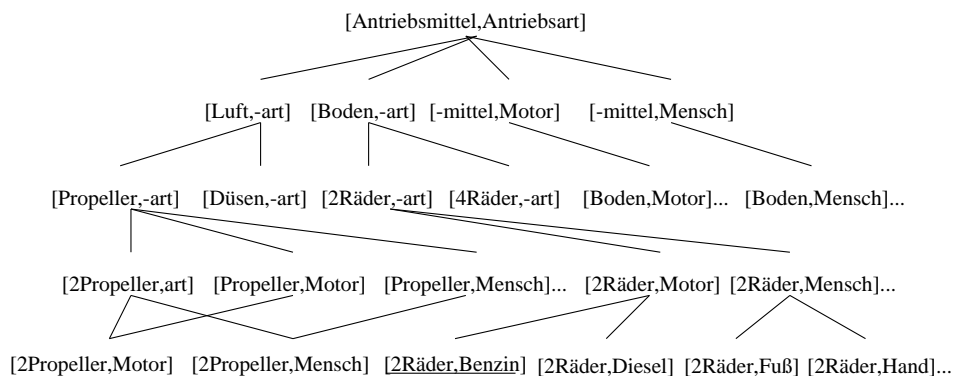 [Antriebsmittel,Antriebsart]
[Luft,-art] [Boden,-art] [-mittel,Motor] [-mittel,Mensch]
[Propeller,-art] [Düsen,-art] [2Räder,-art] [4Räder,-art] [Boden,Motor]... [Boden,Mensch]...
[2Propeller,art] [Propeller,Motor] [Propeller,Mensch]... [2Räder,Motor] [2Räder,Mensch]...
[2Propeller,Motor] [2Propeller,Mensch] [2Räder,Benzin] [2Räder,Diesel] [2Räder,Fuß] [2Räder,Hand]...